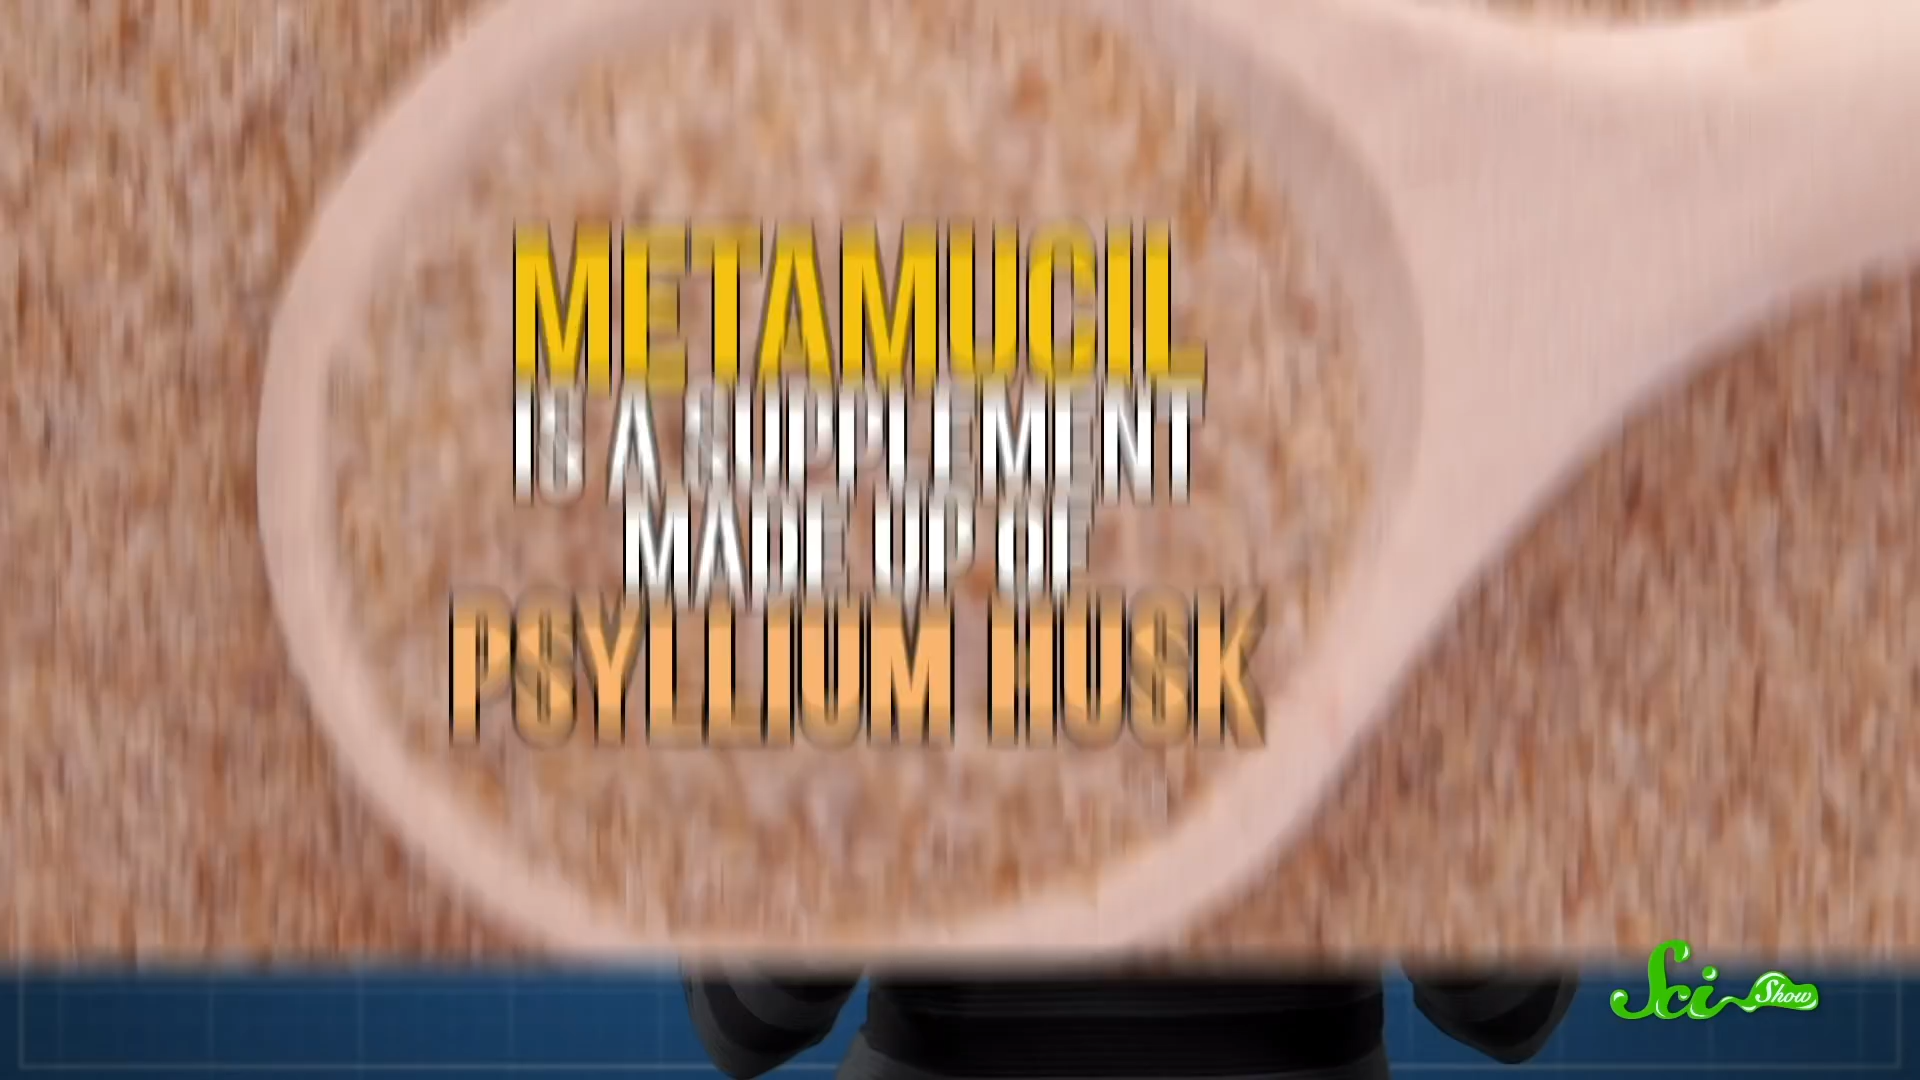 METAMUCIL
IS A SUPPLEMENT
MADE UP OF
PSYLLIUM HUSK
SciShow